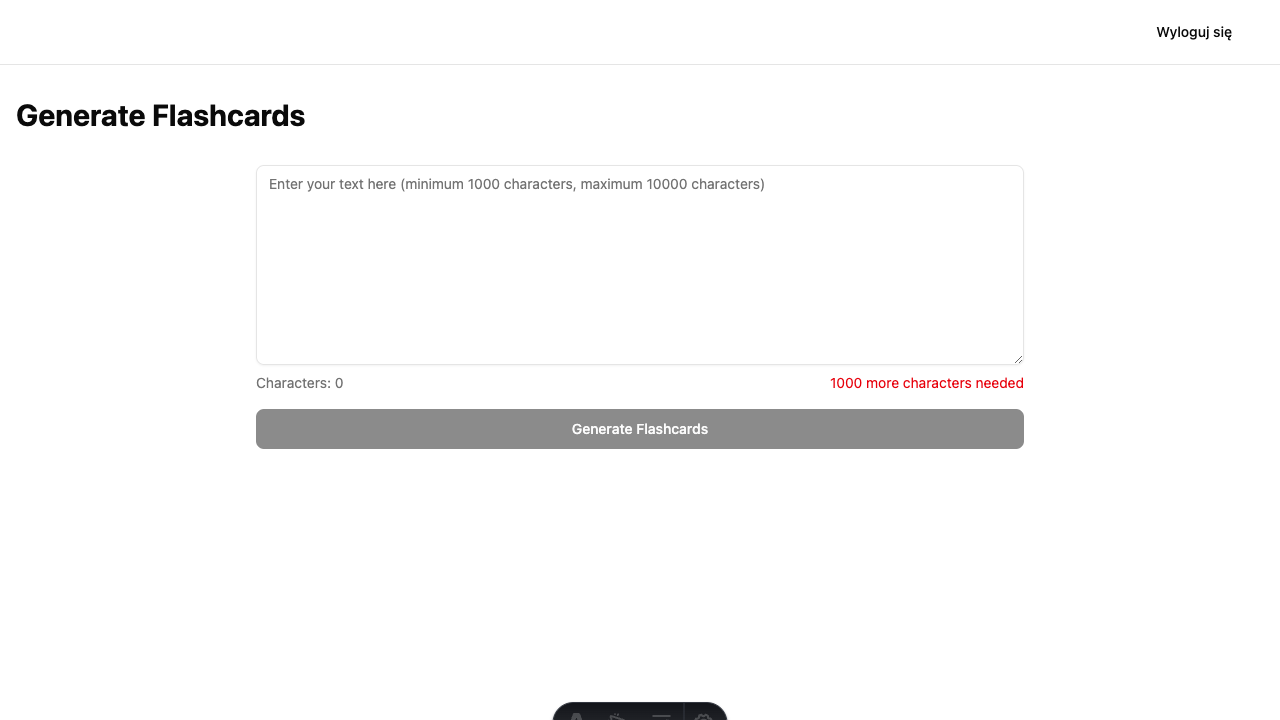 Wyloguj się
Generate Flashcards
Enter your text here (minimum 1000 characters, maximum 10000 characters)
Characters: 0
1000 more characters needed
Generate Flashcards